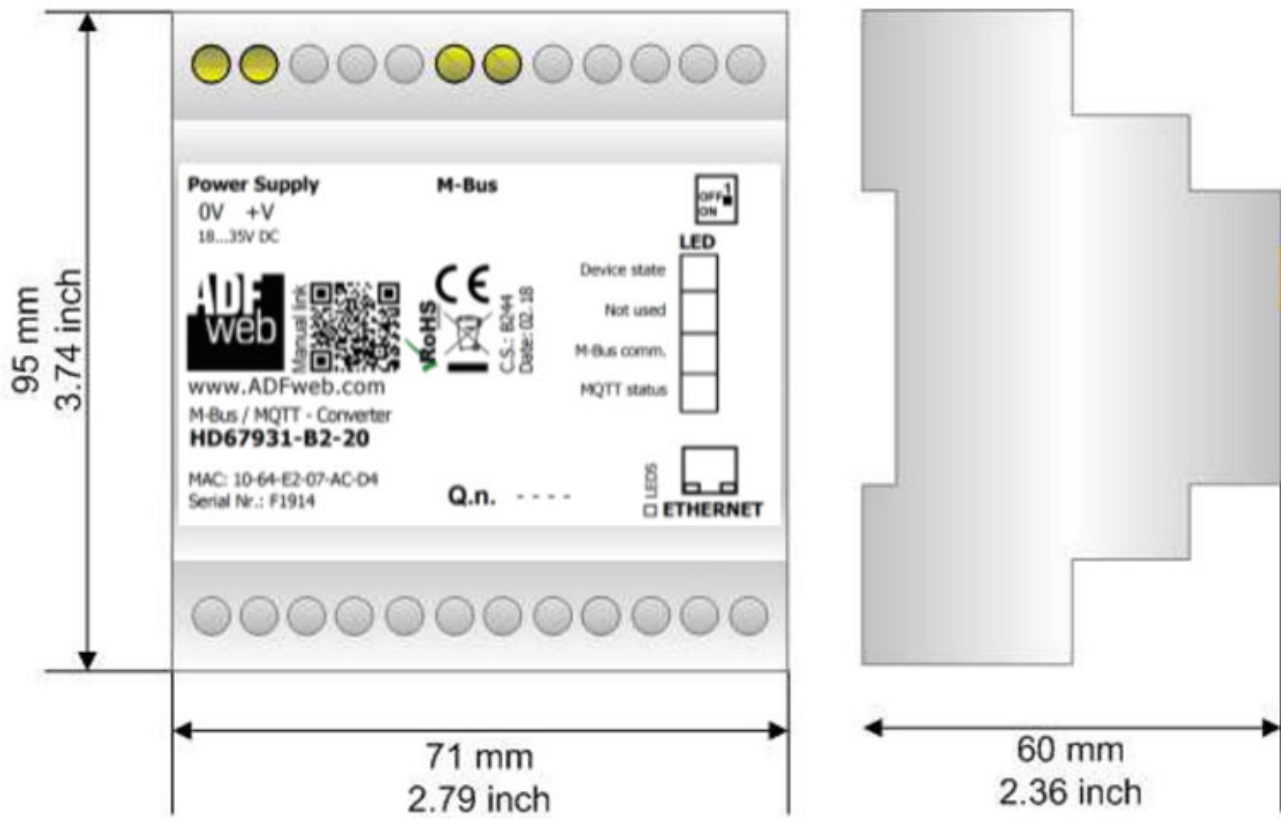 Power Supply
0V +V
18...35V DC
M-Bus
OFF 1
ON
LED
Device state
Not used
M-Bus comm.
MQTT status
ADF
web
Manual link
RoHS
CE
C.S.: B244
Date: 02. 18
www.ADFweb.com
M-Bus / MQTT - Converter
HD67931-B2-20
MAC: 10-64-E2-07-AC-D4
Serial Nr.: F1914
Q.n. - - - -
LEDS
ETHERNET
95 mm
3.74 inch
71 mm
2.79 inch
60 mm
2.36 inch